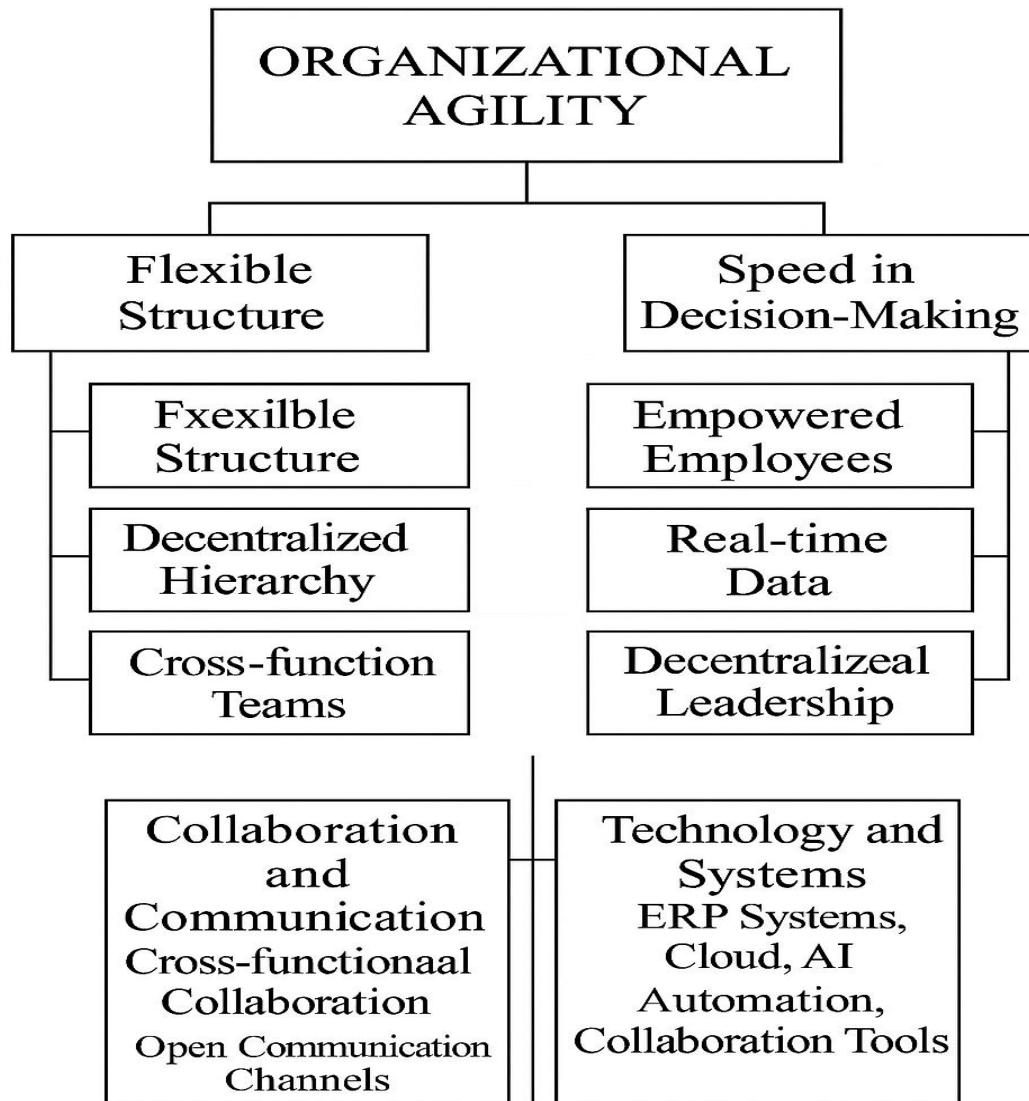 ORGANIZATIONAL
AGILITY
Flexible
Structure
Fxexilble
Structure
Decentralized
Hierarchy
Cross-function
Teams
Speed in
Decision-Making
Empowered
Employees
Real-time
Data
Decentralizeal
Leadership
Collaboration
and
Communication
Cross-functionaal
Collaboration
Open Communication
Channels
Technology and
Systems
ERP Systems,
Cloud, AI
Automation,
Collaboration Tools